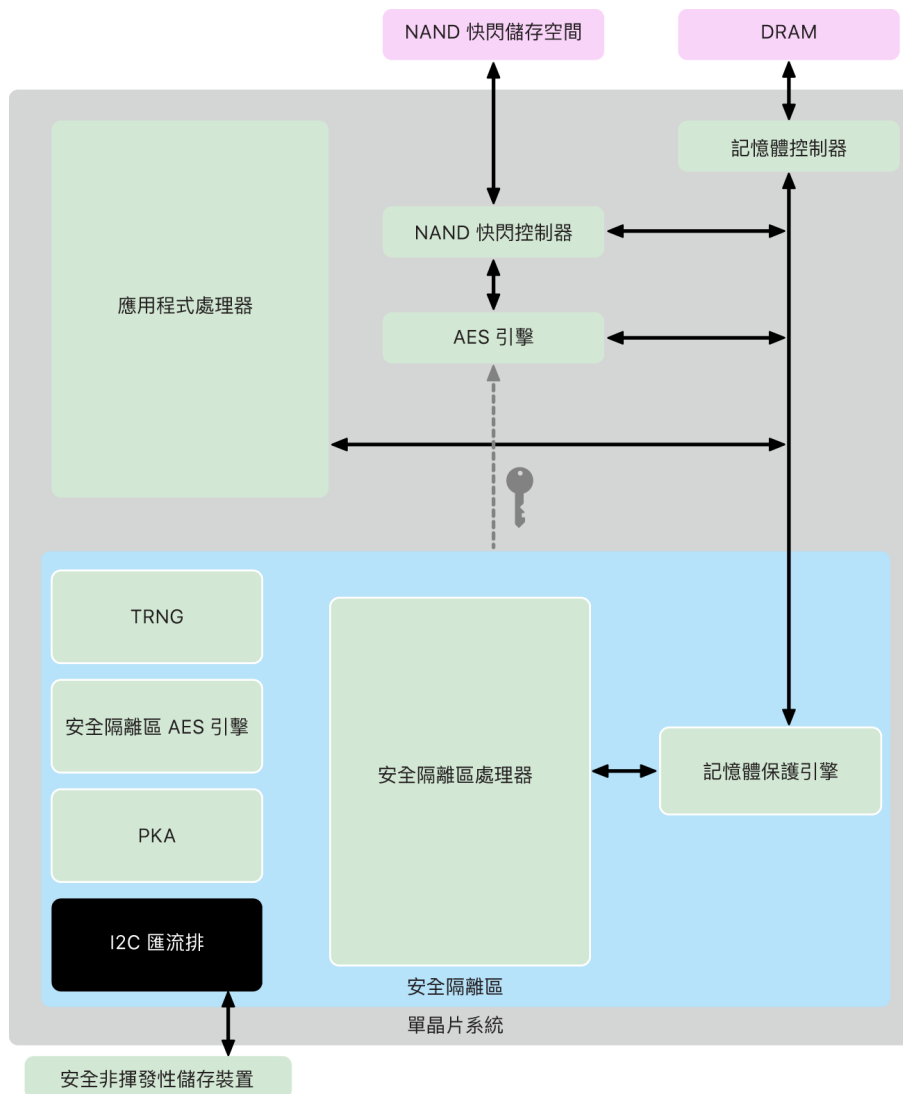 NAND 快閃儲存空間
DRAM
記憶體控制器
NAND 快閃控制器
應用程式處理器
AES 引擎
TRNG
安全隔離區 AES 引擎
安全隔離區處理器
記憶體保護引擎
PKA
I2C 匯流排
安全隔離區
單晶片系統
安全非揮發性儲存裝置